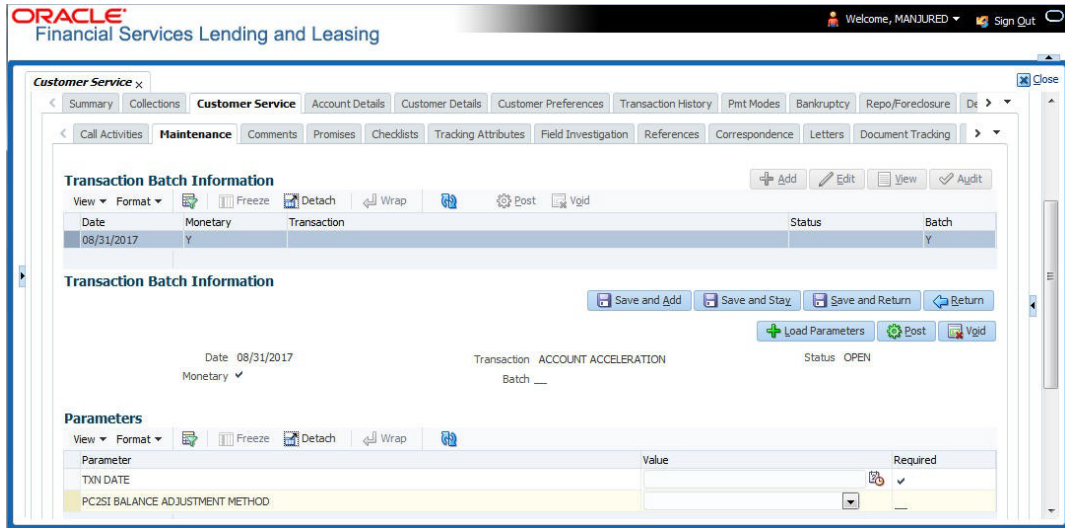 ORACLE
Financial Services Lending and Leasing
Welcome, MANJURED Sign Out
Customer Service x Close
Summary Collections Customer Service Account Details Customer Details Customer Preferences Transaction History Pmt Modes Bankruptcy Repo/Foreclosure De
Call Activities Maintenance Comments Promises Checklists Tracking Attributes Field Investigation References Correspondence Letters Document Tracking
Transaction Batch Information Add Edit View Audit
View Format Freeze Detach Wrap Post Void
Date Monetary Transaction Status Batch
08/31/2017 Y Y
Transaction Batch Information
Save and Add Save and Stay Save and Return Return
Load Parameters Post Void
Date 08/31/2017 Transaction ACCOUNT ACCELERATION Status OPEN
Monetary Batch
Parameters
View Format Freeze Detach Wrap
Parameter Value Required
TXN DATE
PC2SI BALANCE ADJUSTMENT METHOD